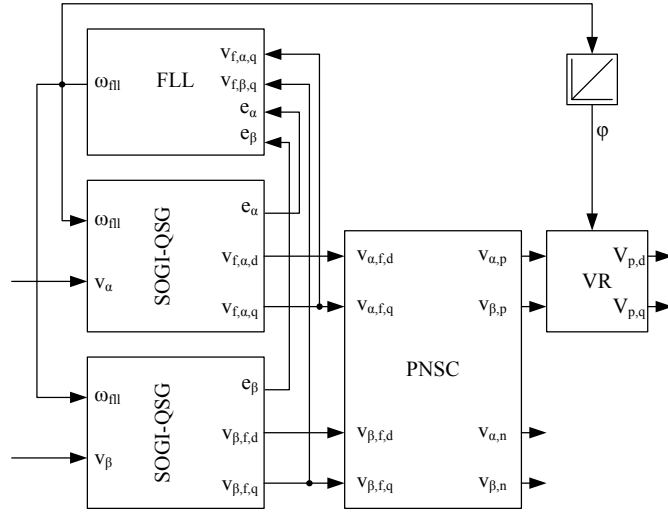 FLL
ω_fll
v_f,α,q
v_f,β,q
e_α
e_β
φ
SOGI-QSG
ω_fll
v_α
e_α
v_f,α,d
v_f,α,q
SOGI-QSG
ω_fll
v_β
e_β
v_β,f,d
v_β,f,q
PNSC
v_α,f,d
v_α,f,q
v_β,f,d
v_β,f,q
v_α,p
v_β,p
v_α,n
v_β,n
VR
V_p,d
V_p,q